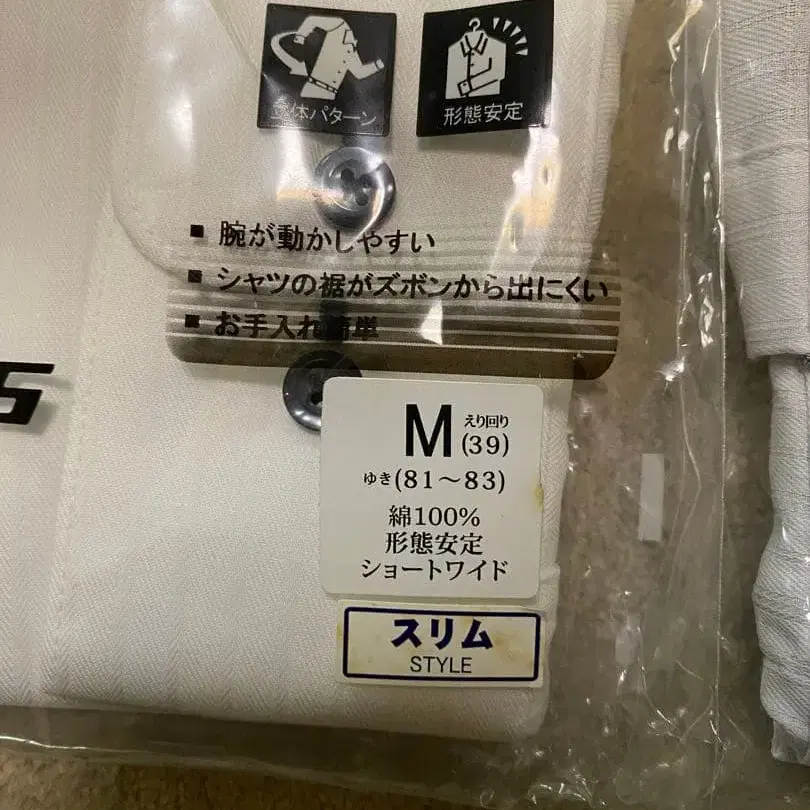 立体パターン
形態安定
■ 腕が動かしやすい
■ シャツの裾がズボンから出にくい
■ お手入れ簡単
S
M えり回り (39)
ゆき(81〜83)
綿100%
形態安定
ショートワイド
スリム
STYLE